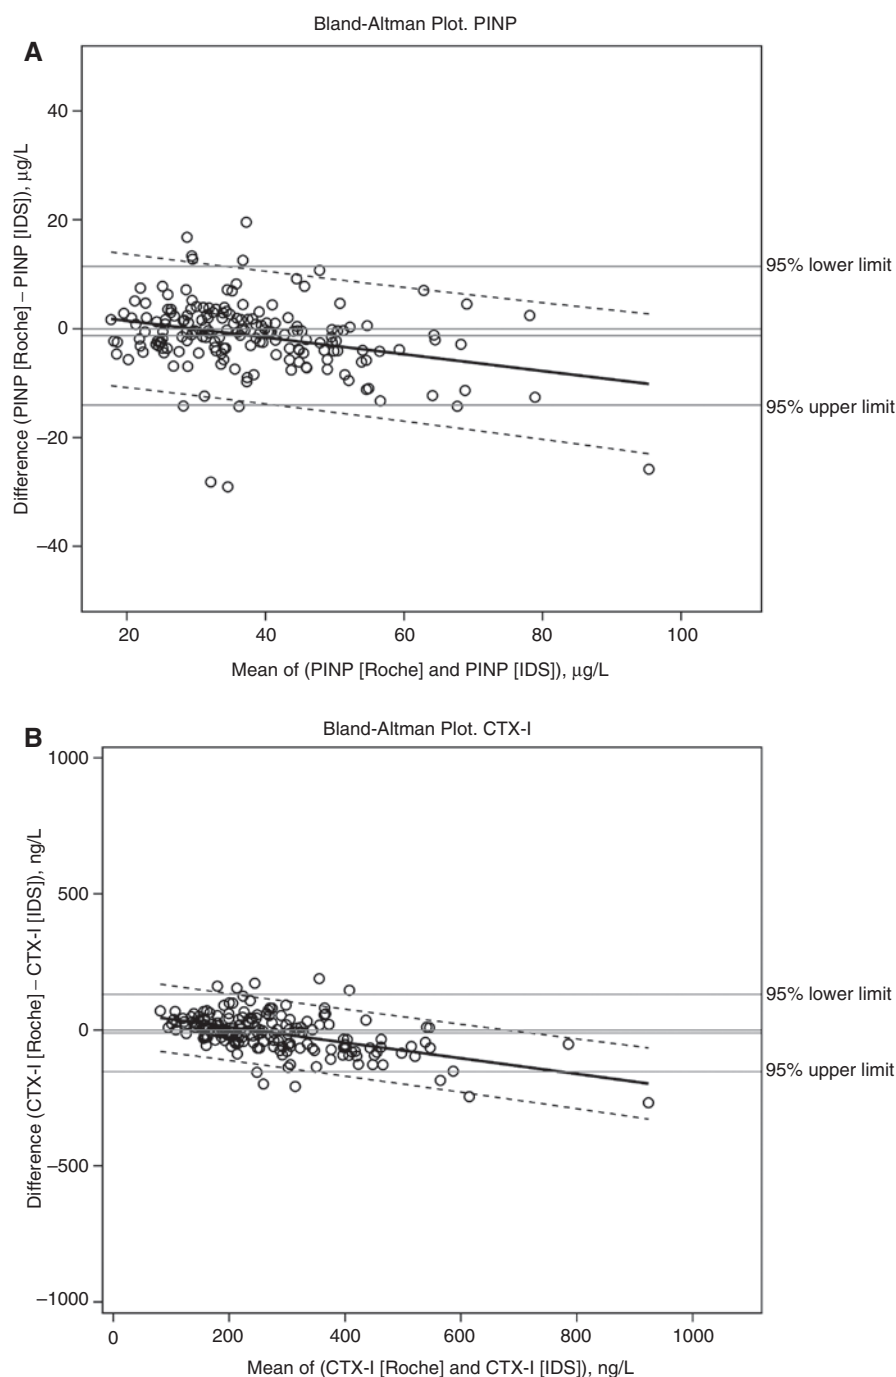 Bland-Altman Plot. PINP
A
Difference (PINP [Roche] – PINP [IDS]), μg/L
40
20
0
−20
−40
95% lower limit
95% upper limit
20 40 60 80 100
Mean of (PINP [Roche] and PINP [IDS]), μg/L
Bland-Altman Plot. CTX-I
B
Difference (CTX-I [Roche] – CTX-I [IDS]), ng/L
1000
500
0
−500
−1000
95% lower limit
95% upper limit
0 200 400 600 800 1000
Mean of (CTX-I [Roche] and CTX-I [IDS]), ng/L